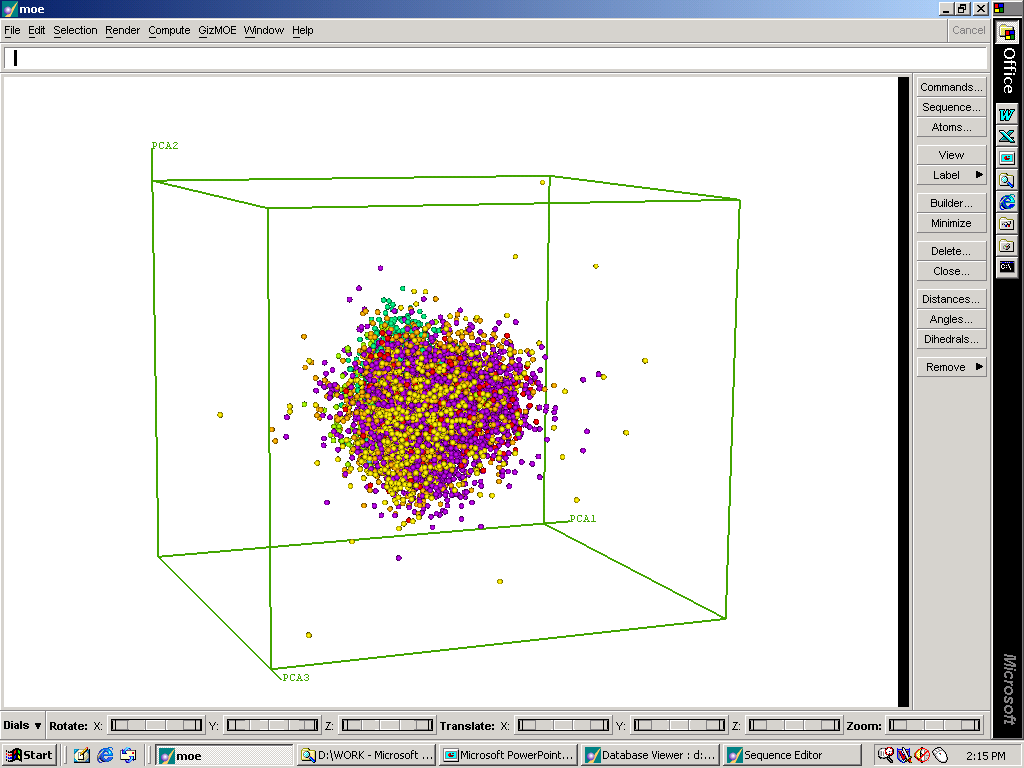 moe
File Edit Selection Render Compute GizMOE Window Help
Cancel
Office
Commands...
Sequence...
Atoms...
View
Label
Builder...
Minimize
Delete...
Close...
Distances...
Angles...
Dihedrals...
Remove
PCA2
PCA1
PCA3
Microsoft
Dials Rotate: X: Y: Z: Translate: X: Y: Z: Zoom:
Start moe D:\WORK - Microsoft ... Microsoft PowerPoint... Database Viewer : d:... Sequence Editor 2:15 PM